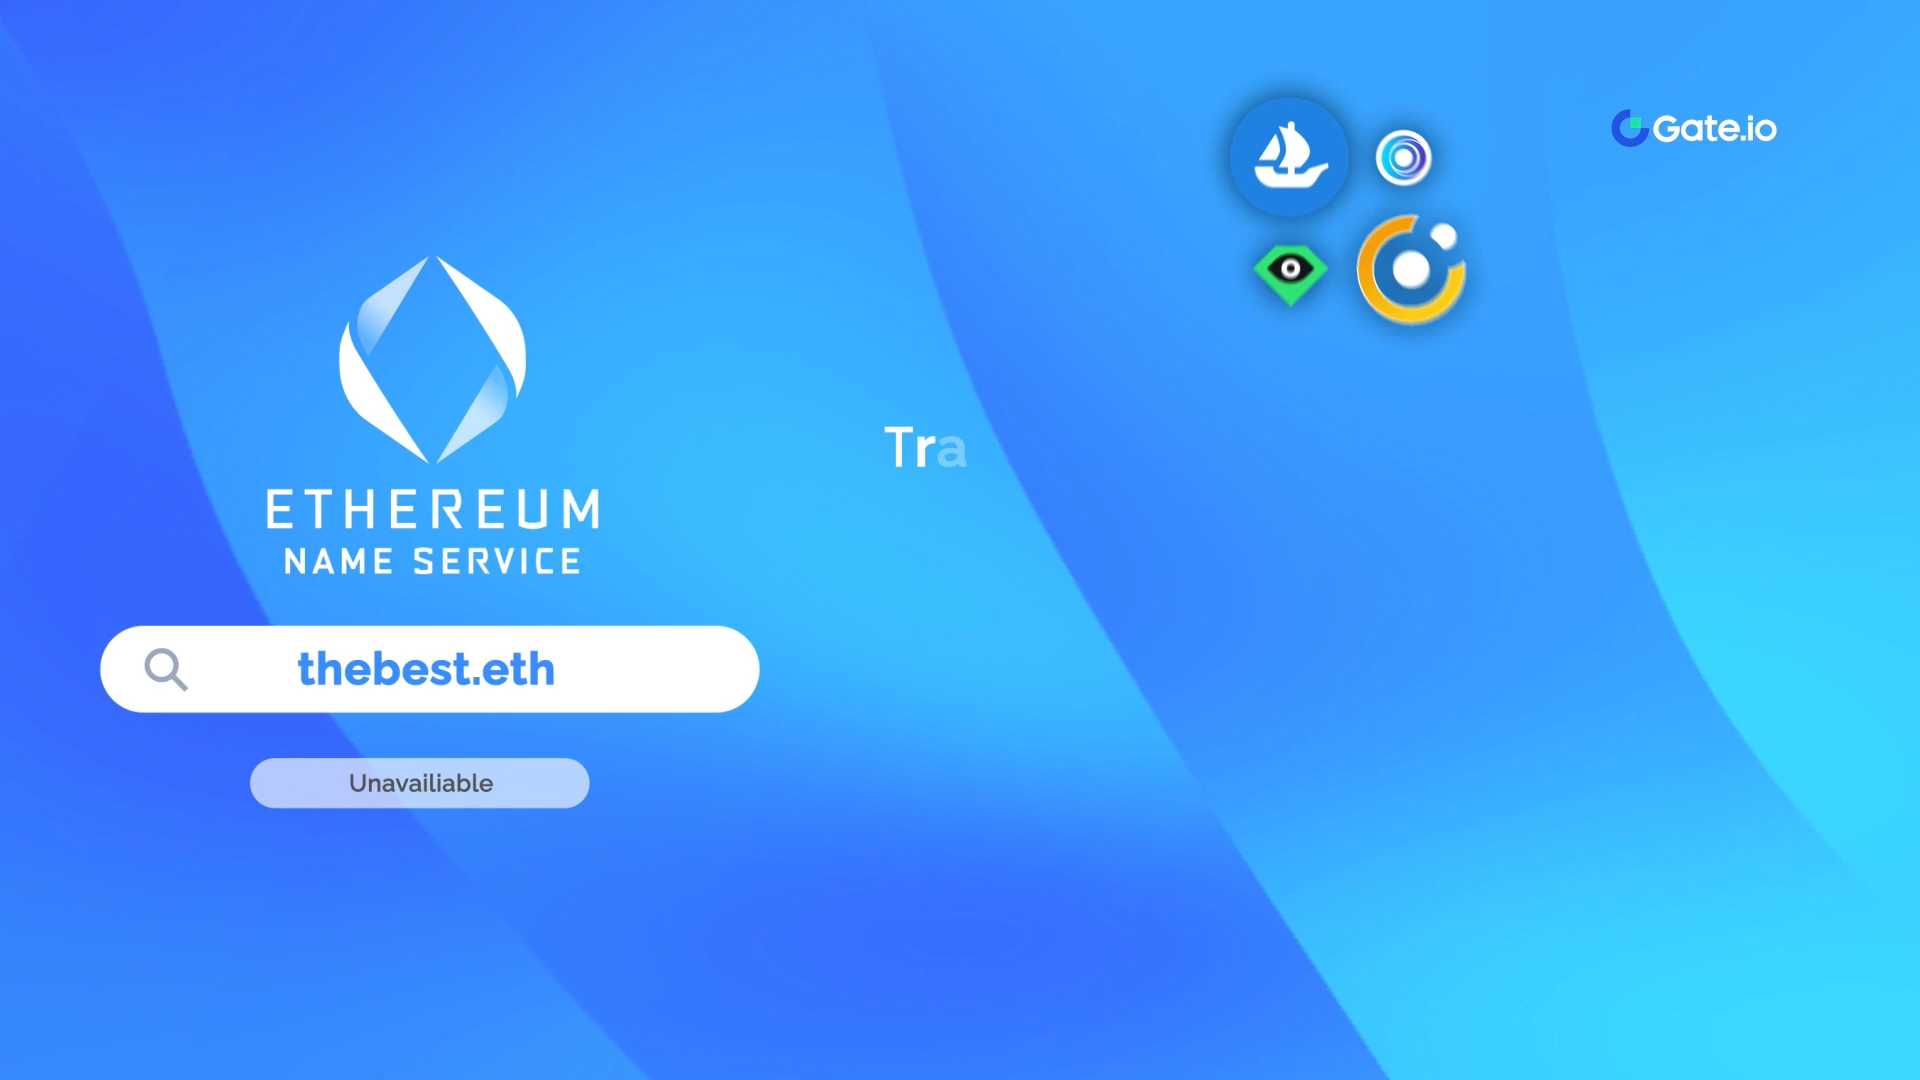 Gate.io
ETHEREUM
NAME SERVICE
Tra
thebest.eth
Unavailiable